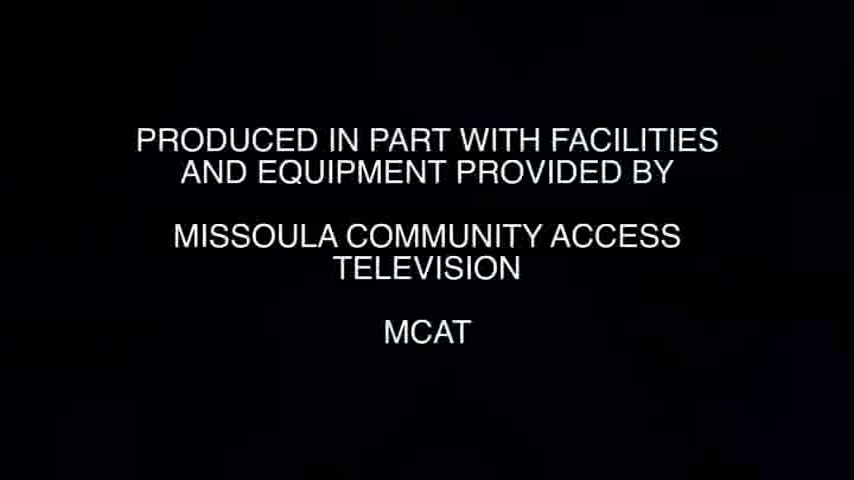 PRODUCED IN PART WITH FACILITIES
AND EQUIPMENT PROVIDED BY
MISSOULA COMMUNITY ACCESS
TELEVISION
MCAT